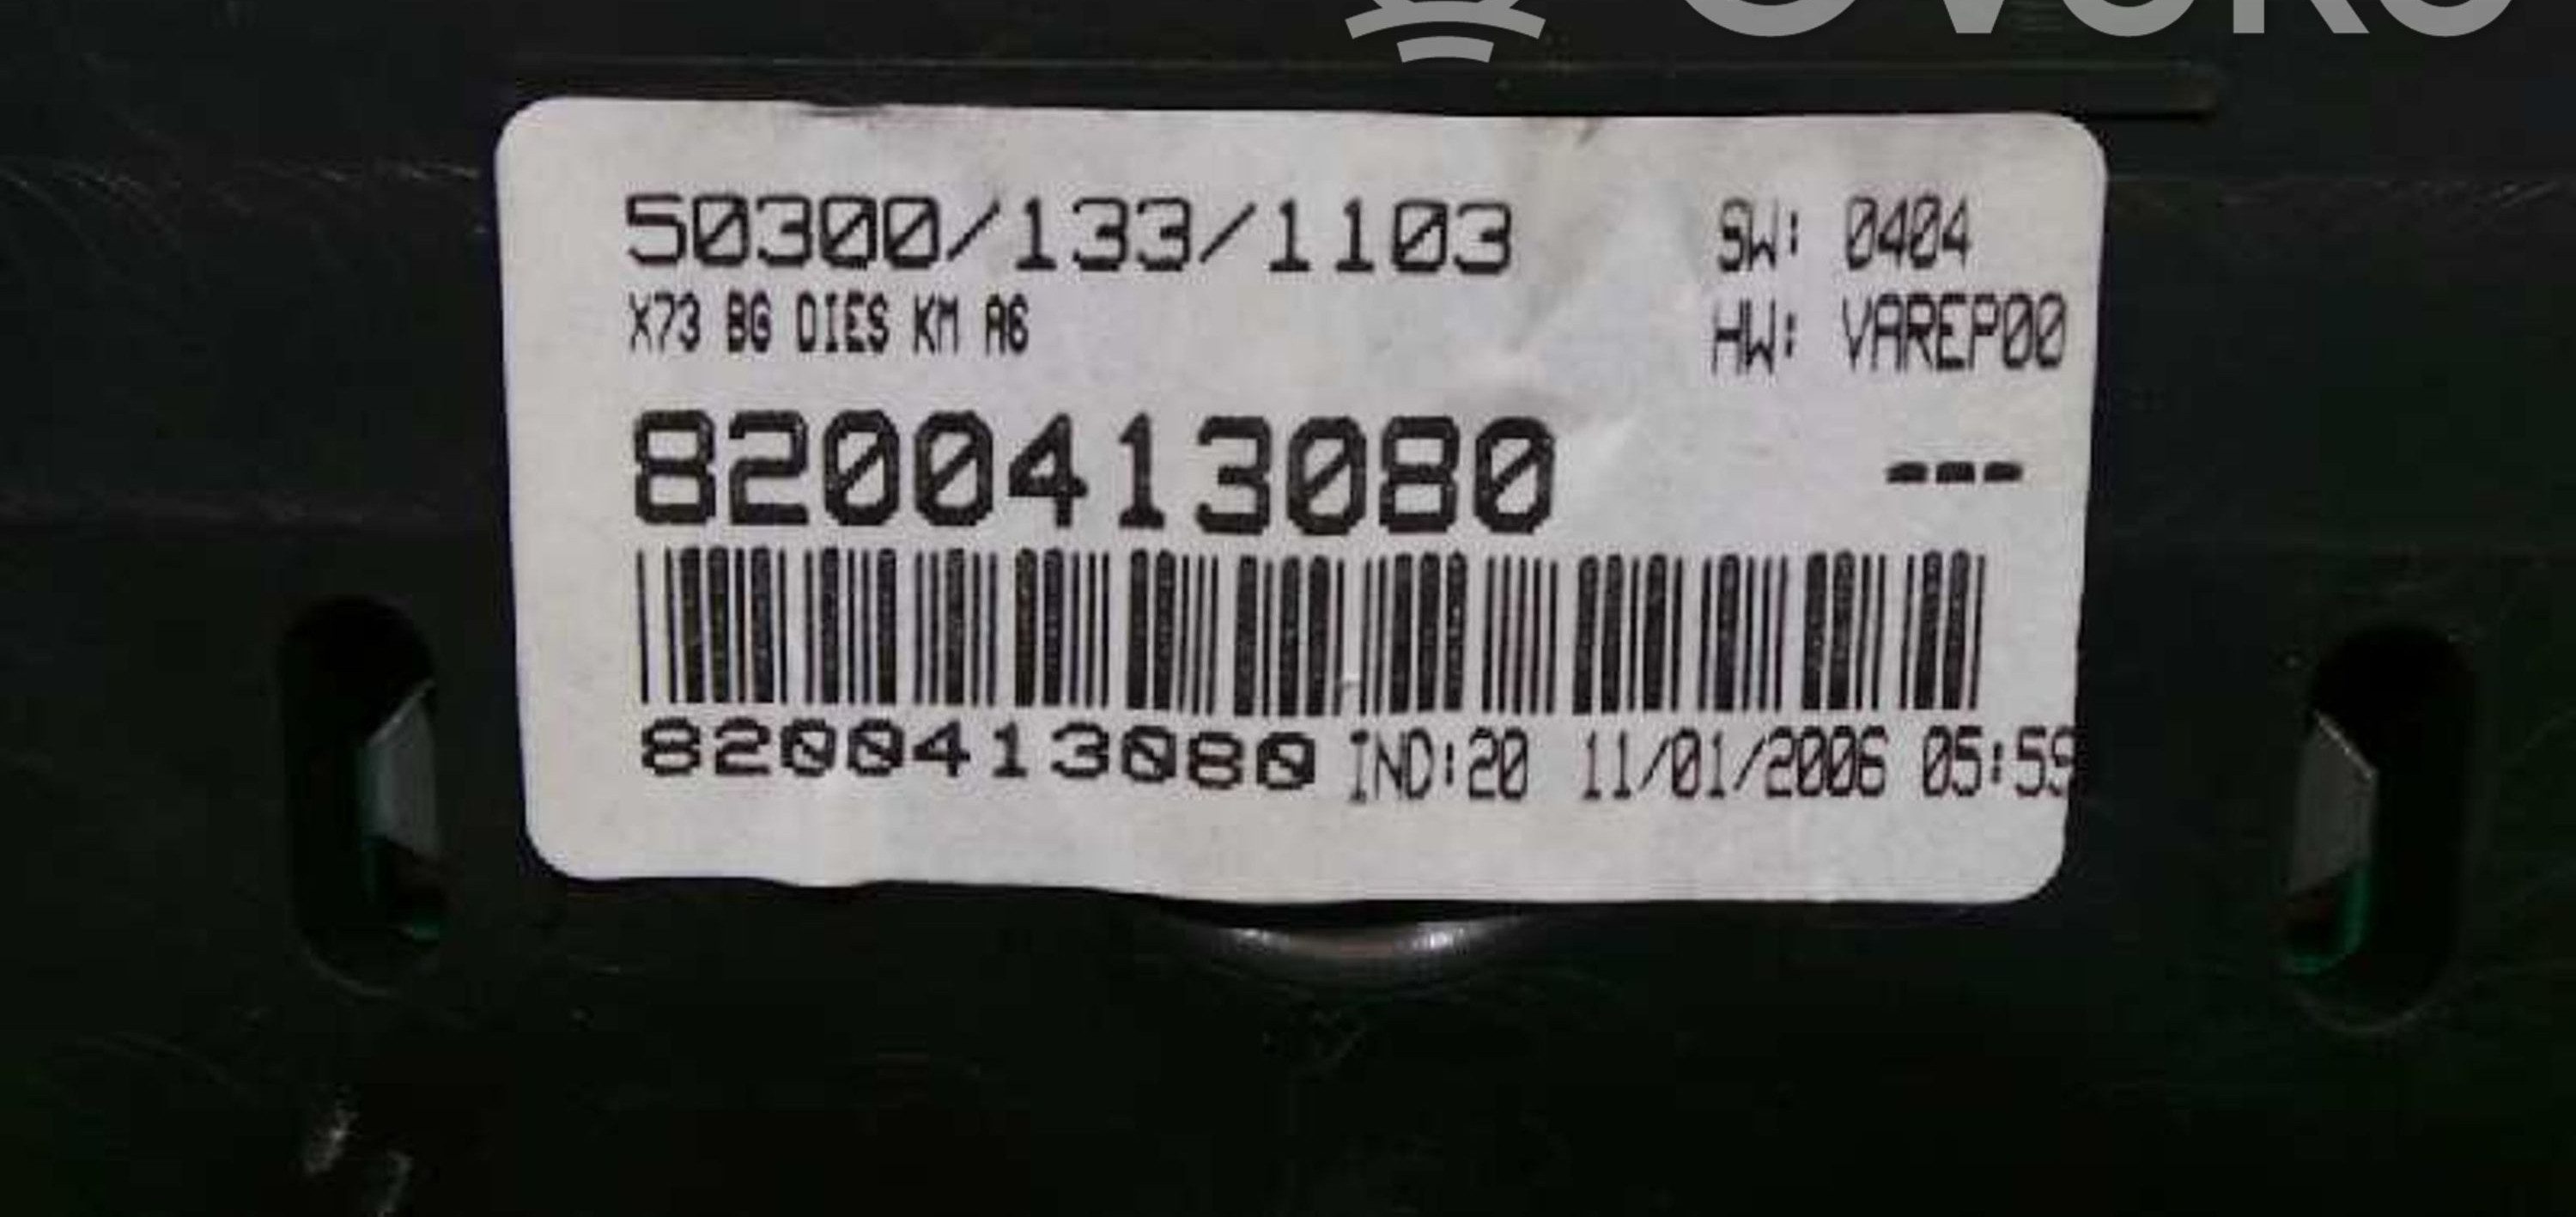 50300/133/1103 SW: 0404
X73 BG DIES KM A6 HW: VAREP00
8200413080 ---
8200413080 IND:20 11/01/2006 05:59